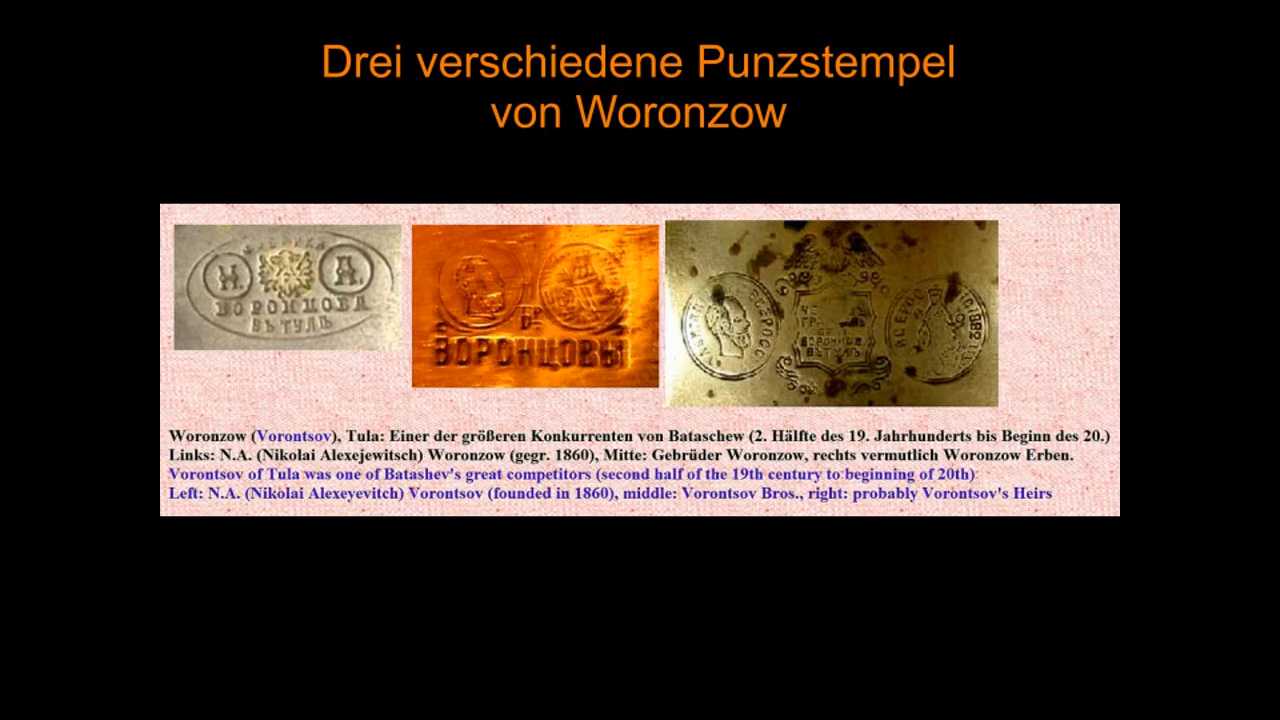 Drei verschiedene Punzstempel
von Woronzow
Н. А.
ВОРОНЦОВА
ВЪ ТУЛѢ
ВОРОНЦОВЫ
Woronzow (Vorontsov), Tula: Einer der größeren Konkurrenten von Bataschew (2. Hälfte des 19. Jahrhunderts bis Beginn des 20.)
Links: N.A. (Nikolai Alexejewitsch) Woronzow (gegr. 1860), Mitte: Gebrüder Woronzow, rechts vermutlich Woronzow Erben.
Vorontsov of Tula was one of Batashev's great competitors (second half of the 19th century to beginning of 20th)
Left: N.A. (Nikolai Alexeyevitch) Vorontsov (founded in 1860), middle: Vorontsov Bros., right: probably Vorontsov's Heirs